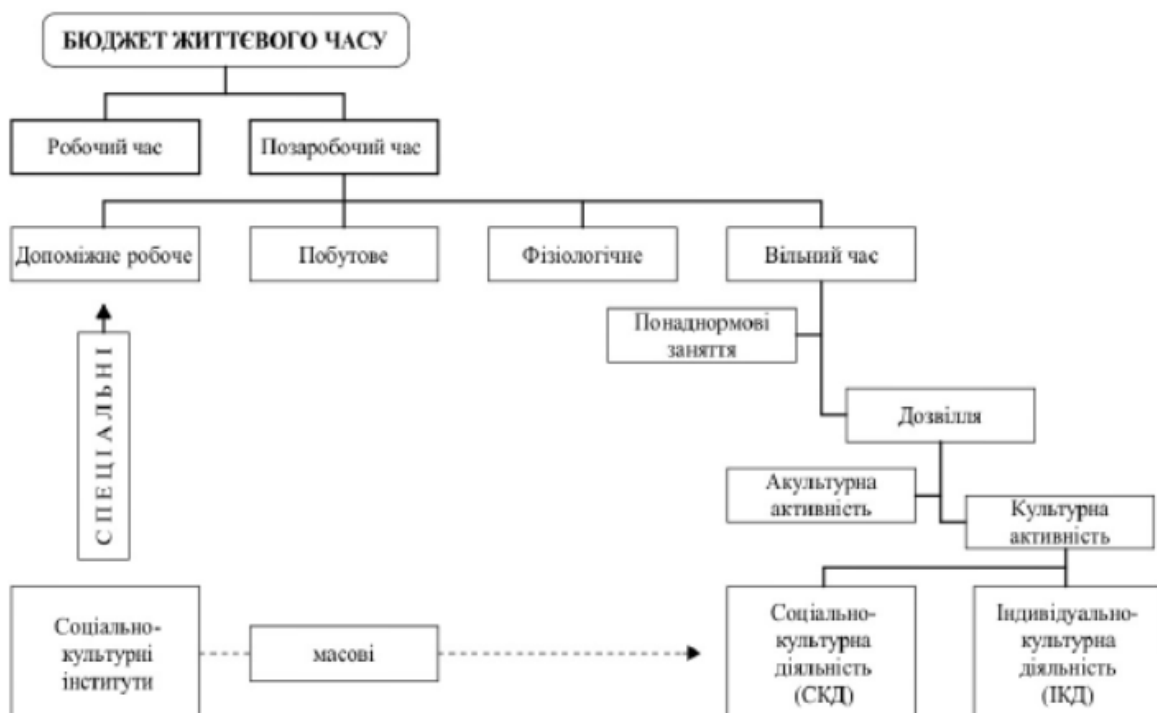 БЮДЖЕТ ЖИТТЄВОГО ЧАСУ
Робочий час
Позаробочий час
Допоміжне робоче
Побутове
Фізіологічне
Вільний час
Понаднормові
заняття
Дозвілля
Акультурна
активність
Культурна
активність
СПЕЦІАЛЬНІ
Соціально-
культурні
інститути
масові
Соціально-
культурна
діяльність
(СКД)
Індивідуально-
культурна
діяльність
(ІКД)